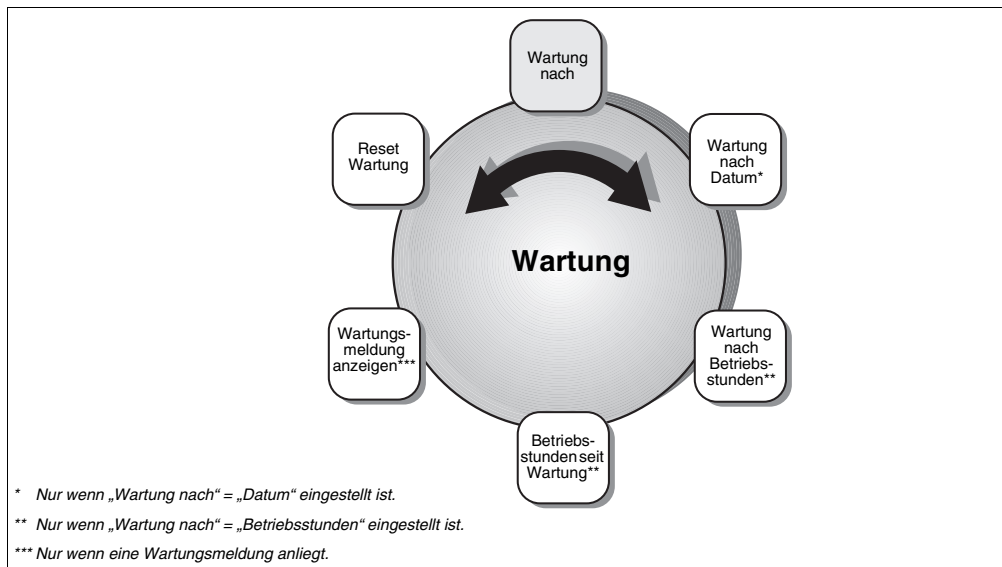 Wartung
nach
Reset
Wartung
Wartung
nach
Datum*
Wartung
Wartungs-
meldung
anzeigen***
Wartung
nach
Betriebs-
stunden**
Betriebs-
stunden seit
Wartung**
* Nur wenn „Wartung nach“ = „Datum“ eingestellt ist.
** Nur wenn „Wartung nach“ = „Betriebsstunden“ eingestellt ist.
*** Nur wenn eine Wartungsmeldung anliegt.